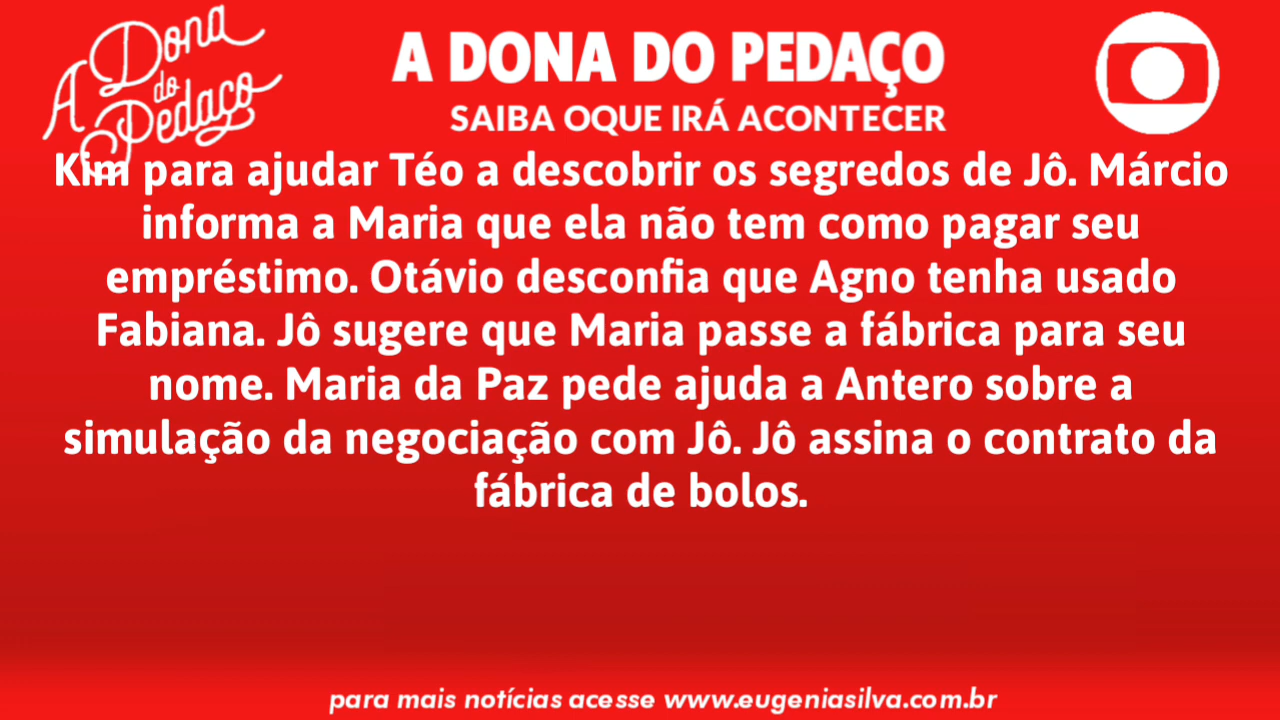 A Dona
do
Pedaço
A DONA DO PEDAÇO
SAIBA OQUE IRÁ ACONTECER
Kim para ajudar Téo a descobrir os segredos de Jô. Márcio
informa a Maria que ela não tem como pagar seu
empréstimo. Otávio desconfia que Agno tenha usado
Fabiana. Jô sugere que Maria passe a fábrica para seu
nome. Maria da Paz pede ajuda a Antero sobre a
simulação da negociação com Jô. Jô assina o contrato da
fábrica de bolos.
para mais notícias acesse www.eugeniasilva.com.br